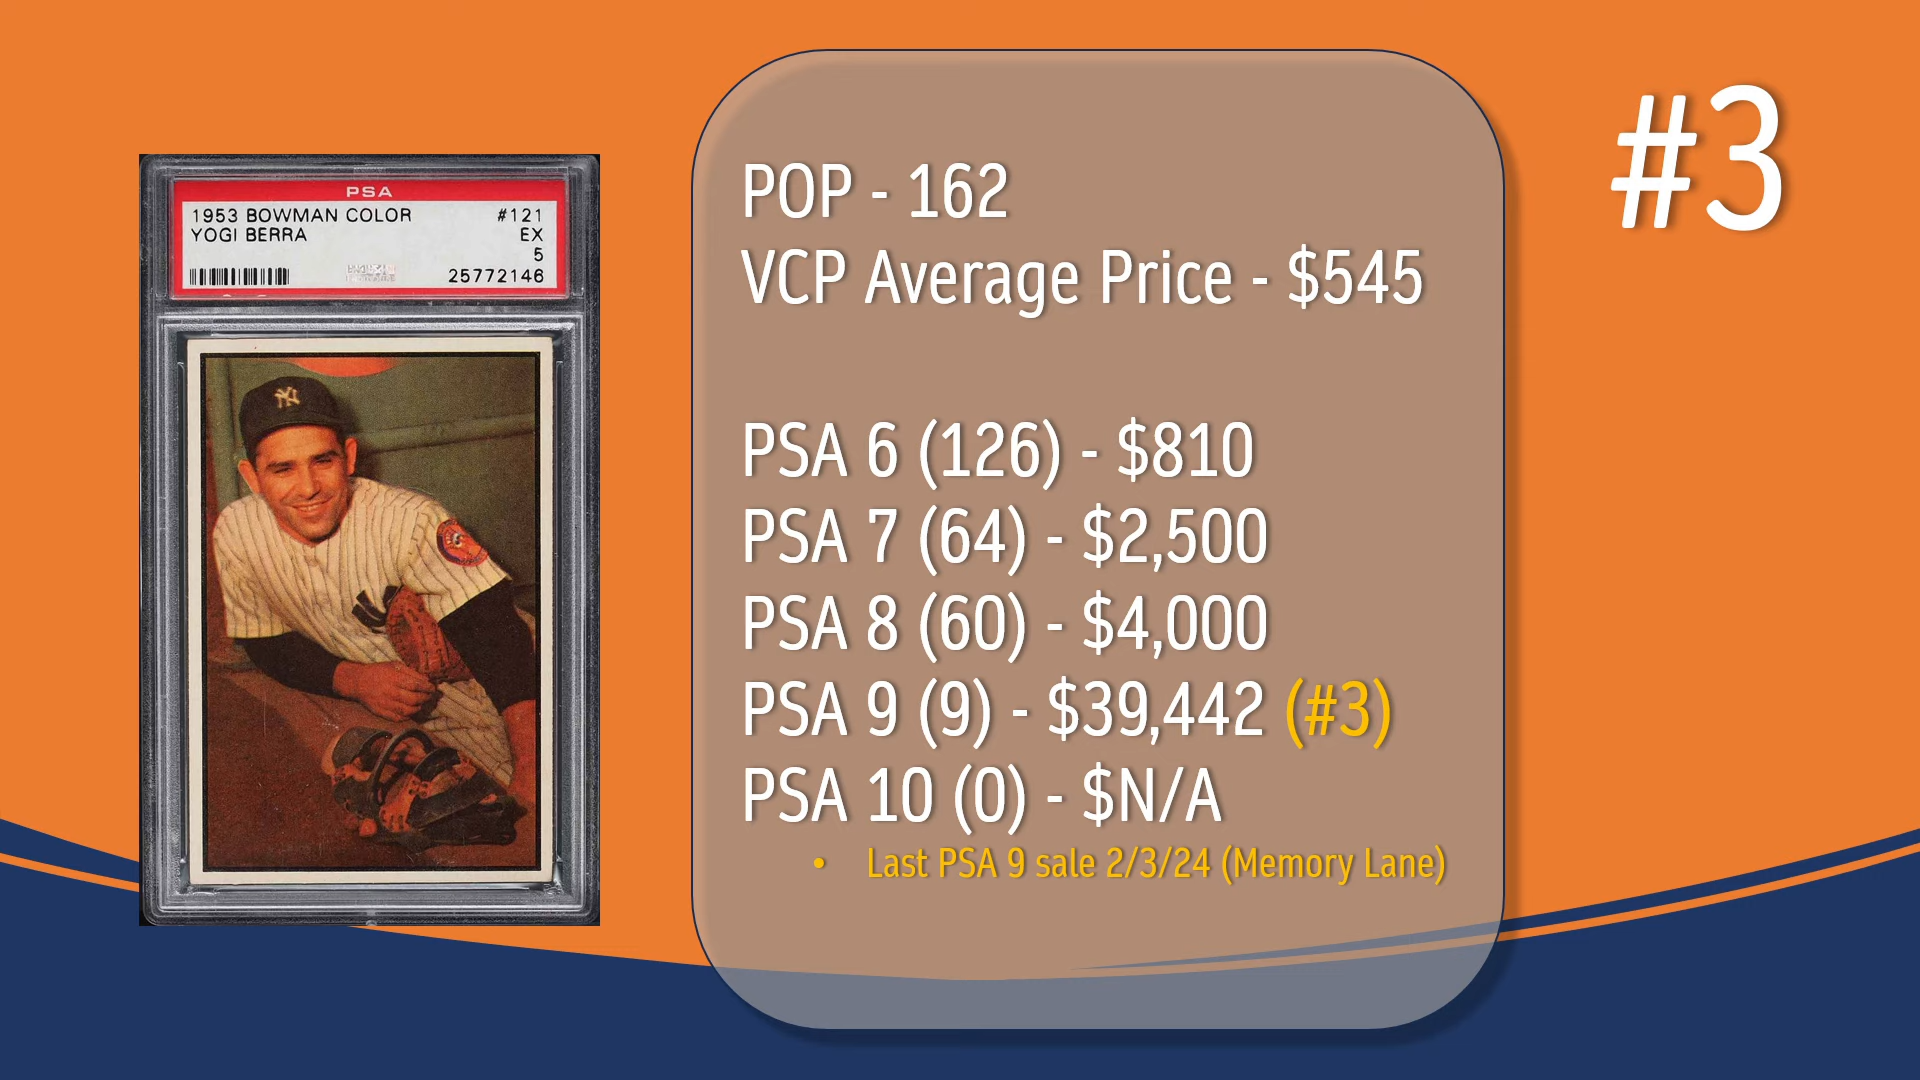 #3
PSA
1953 BOWMAN COLOR #121
YOGI BERRA EX
5
25772146
NY
POP - 162
VCP Average Price - $545
PSA 6 (126) - $810
PSA 7 (64) - $2,500
PSA 8 (60) - $4,000
PSA 9 (9) - $39,442 (#3)
PSA 10 (0) - $N/A
• Last PSA 9 sale 2/3/24 (Memory Lane)